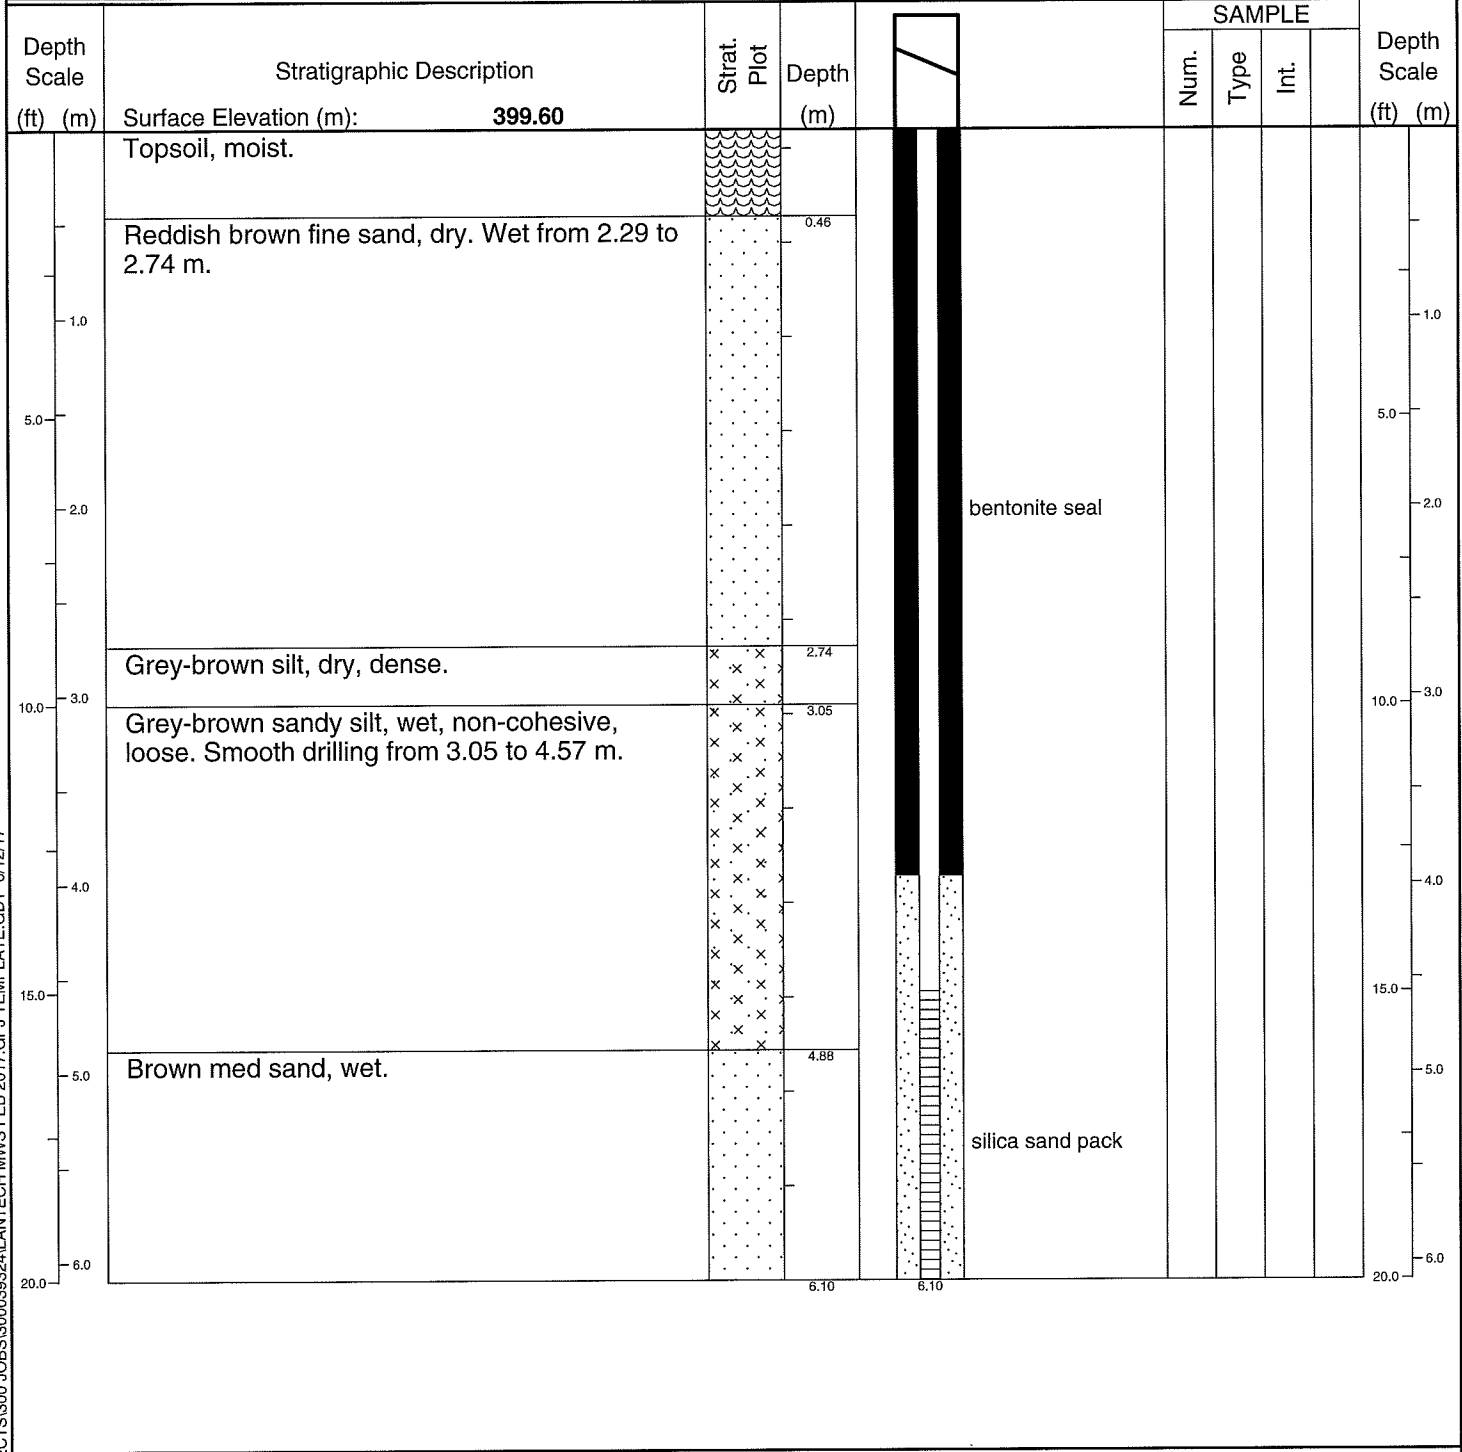 SAMPLE
Depth Scale
(ft) (m)
Stratigraphic Description
Surface Elevation (m): 399.60
Strat. Plot
Depth
(m)
Num.
Type
Int.
Depth Scale
(ft) (m)
Topsoil, moist.
0.46
Reddish brown fine sand, dry. Wet from 2.29 to
2.74 m.
1.0 1.0
5.0 5.0
2.0 bentonite seal 2.0
2.74
Grey-brown silt, dry, dense.
10.0 3.0 3.05 10.0 3.0
Grey-brown sandy silt, wet, non-cohesive,
loose. Smooth drilling from 3.05 to 4.57 m.
4.0 4.0
15.0 15.0
4.88
Brown med sand, wet.
5.0 5.0
silica sand pack
6.0 6.0
20.0 6.10 6.10 20.0